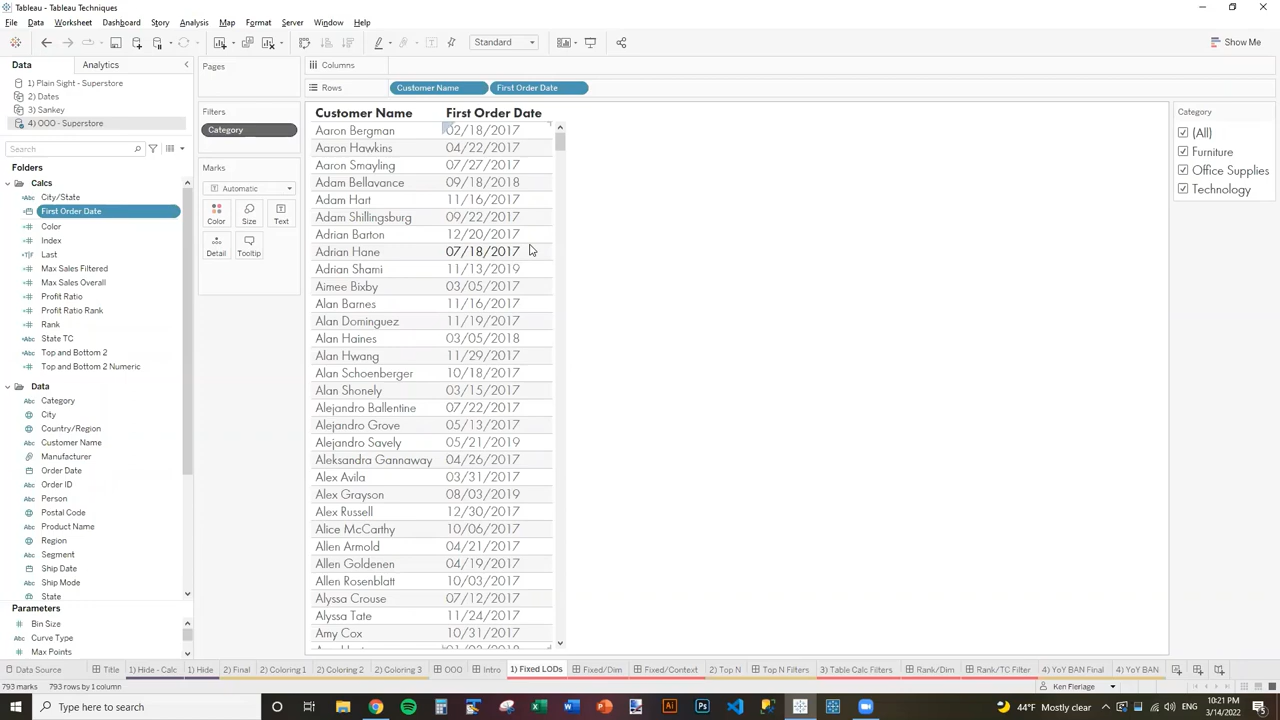 Tableau - Tableau Techniques
File Data Worksheet Dashboard Story Analysis Map Format Server Window Help
Standard
Show Me
Data Analytics
1) Plain Sight - Superstore
2) Dates
3) Sankey
4) OOO - Superstore
Search
Folders
Calcs
City/State
First Order Date
Color
Index
Last
Max Sales Filtered
Max Sales Overall
Profit Ratio
Profit Ratio Rank
Rank
State TC
Top and Bottom 2
Top and Bottom 2 Numeric
Data
Category
City
Country/Region
Customer Name
Manufacturer
Order Date
Order ID
Person
Postal Code
Product Name
Region
Segment
Ship Date
Ship Mode
State
Parameters
Bin Size
Curve Type
Max Points
Pages
Filters
Category
Marks
Automatic
Color Size Text
Detail Tooltip
Columns
Rows Customer Name First Order Date
Customer Name First Order Date
Aaron Bergman 02/18/2017
Aaron Hawkins 04/22/2017
Aaron Smayling 07/27/2017
Adam Bellavance 09/18/2018
Adam Hart 11/16/2017
Adam Shillingsburg 09/22/2017
Adrian Barton 12/20/2017
Adrian Hane 07/18/2017
Adrian Shami 11/13/2019
Aimee Bixby 03/05/2017
Alan Barnes 11/16/2017
Alan Dominguez 11/19/2017
Alan Haines 03/05/2018
Alan Hwang 11/29/2017
Alan Schoenberger 10/18/2017
Alan Shonely 03/15/2017
Alejandro Ballentine 07/22/2017
Alejandro Grove 05/13/2017
Alejandro Savely 05/21/2019
Aleksandra Gannaway 04/26/2017
Alex Avila 03/31/2017
Alex Grayson 08/03/2019
Alex Russell 12/30/2017
Alice McCarthy 10/06/2017
Allen Arnold 04/21/2017
Allen Goldenen 04/19/2017
Allen Rosenblatt 10/03/2017
Alyssa Crouse 07/12/2017
Alyssa Tate 11/24/2017
Amy Cox 10/31/2017
Category
(All)
Furniture
Office Supplies
Technology
Data Source Title 1) Hide - Calc 1) Hide 2) Final 2) Coloring 1 2) Coloring 2 2) Coloring 3 OOO Intro 1) Fixed LODs Fixed/Dim Fixed/Context 2) Top N Top N Filters 3) Table Calc Filters Rank/Dim Rank/TC Filter 4) YoY BAN Final 4) YoY BAN
793 marks 793 rows by 1 column
Ken Flerlage
Type here to search
44°F Mostly clear
10:21 PM
3/14/2022